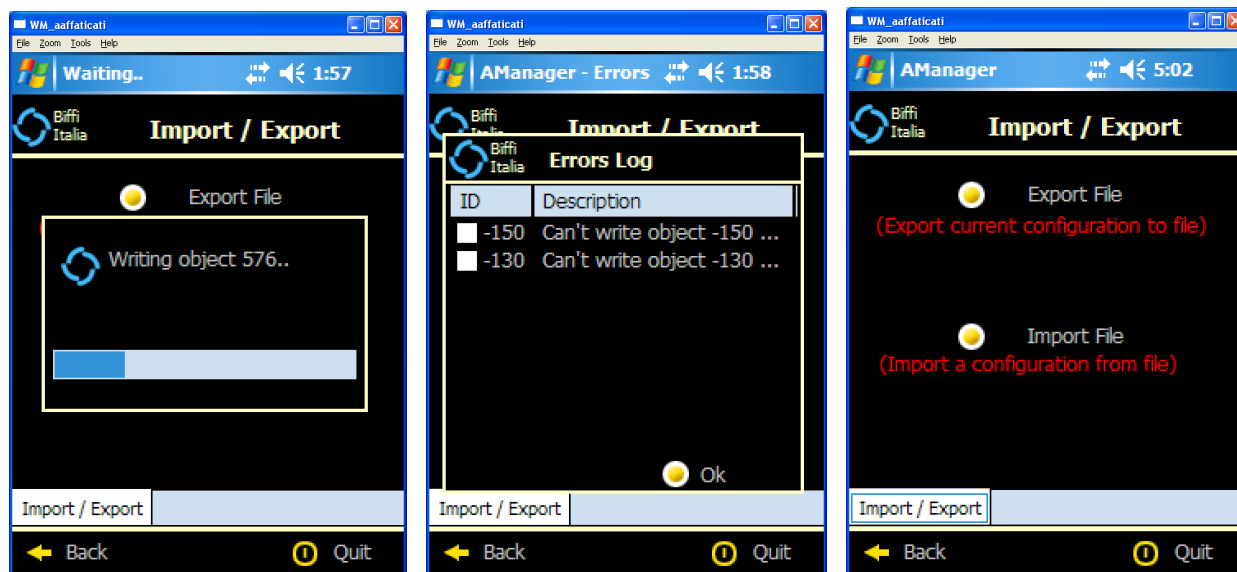 WM_aaffaticati
File Zoom Tools Help
Waiting.. 1:57
Biffi
Italia
Import / Export
Export File
Writing object 576..
Import / Export
Back Quit
WM_aaffaticati
File Zoom Tools Help
AManager - Errors 1:58
Biffi
Italia
Import / Export
Biffi
Italia
Errors Log
ID Description
-150 Can't write object -150 ...
-130 Can't write object -130 ...
Ok
Import / Export
Back Quit
WM_aaffaticati
File Zoom Tools Help
AManager 5:02
Biffi
Italia
Import / Export
Export File
(Export current configuration to file)
Import File
(Import a configuration from file)
Import / Export
Back Quit